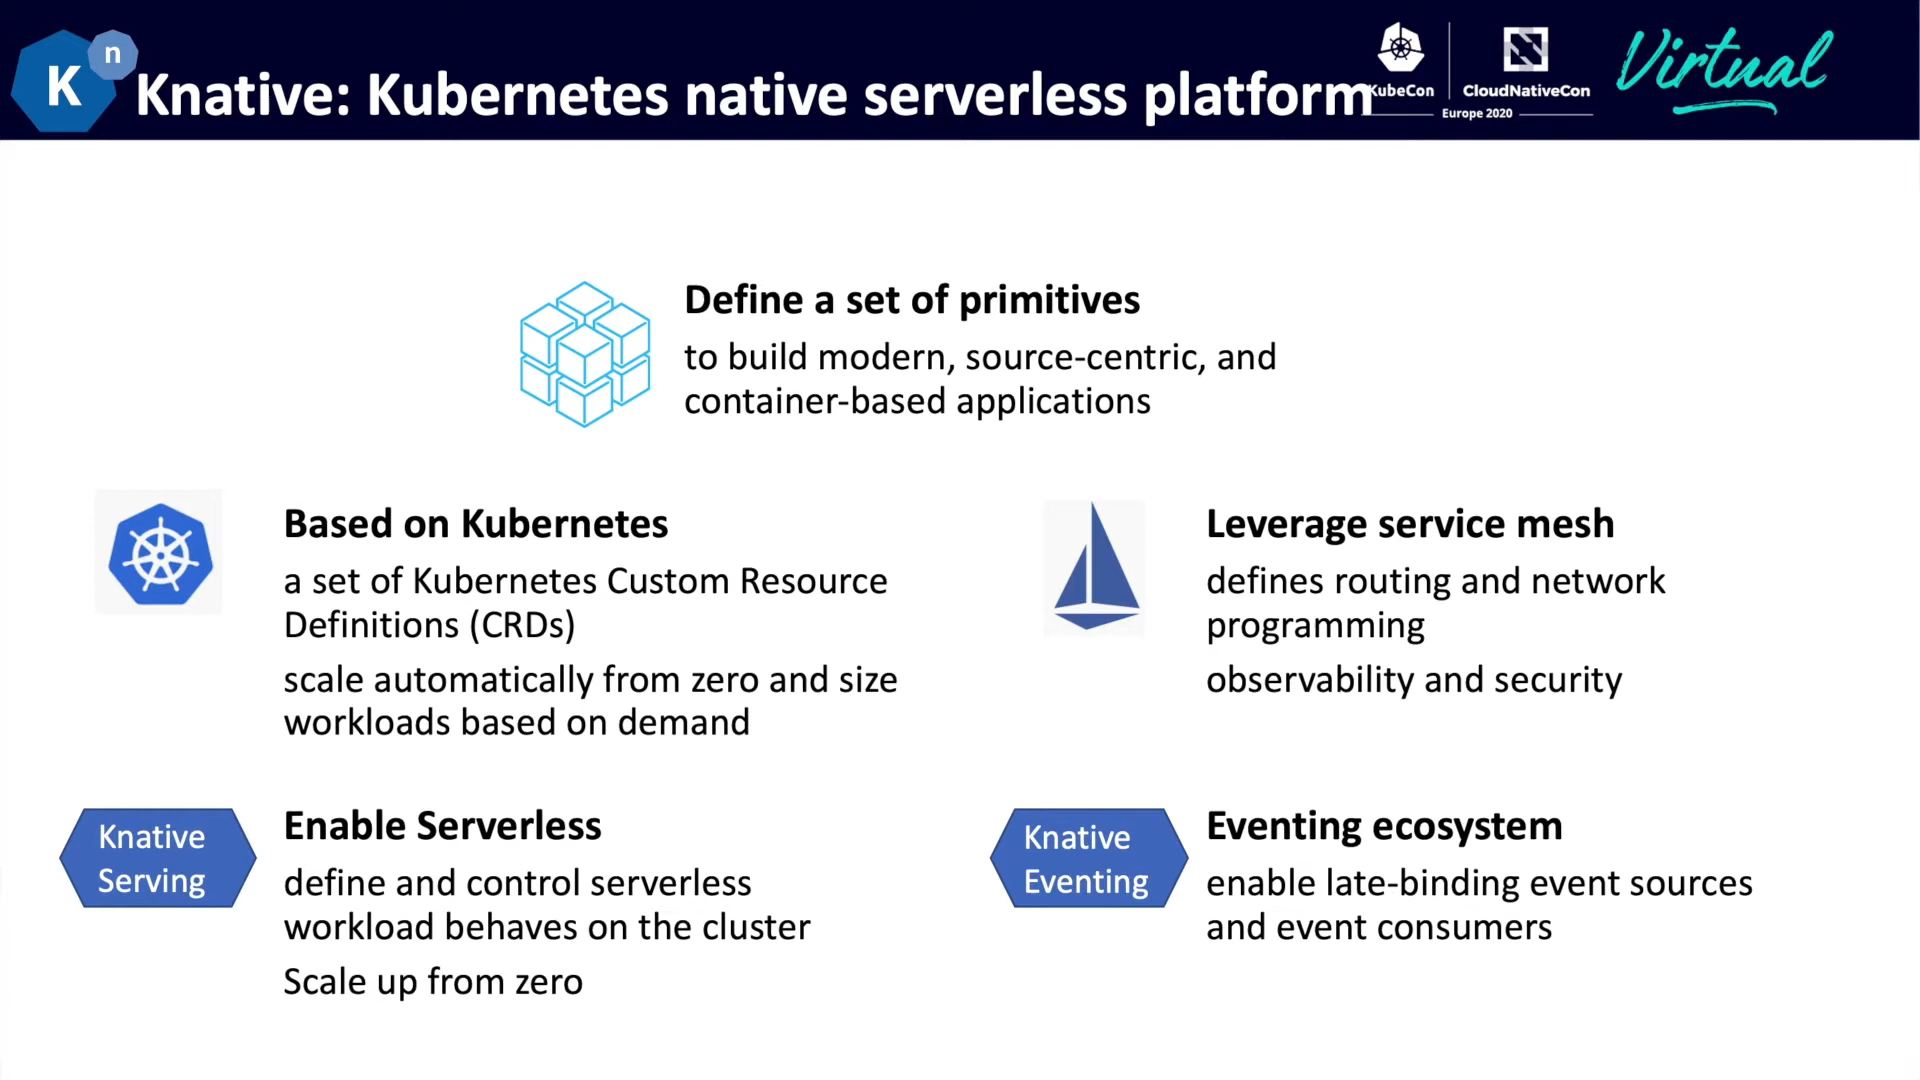 K n
Knative: Kubernetes native serverless platform
KubeCon
CloudNativeCon
Europe 2020
Virtual
Define a set of primitives
to build modern, source-centric, and
container-based applications
Based on Kubernetes
a set of Kubernetes Custom Resource
Definitions (CRDs)
scale automatically from zero and size
workloads based on demand
Leverage service mesh
defines routing and network
programming
observability and security
Knative
Serving
Enable Serverless
define and control serverless
workload behaves on the cluster
Scale up from zero
Knative
Eventing
Eventing ecosystem
enable late-binding event sources
and event consumers